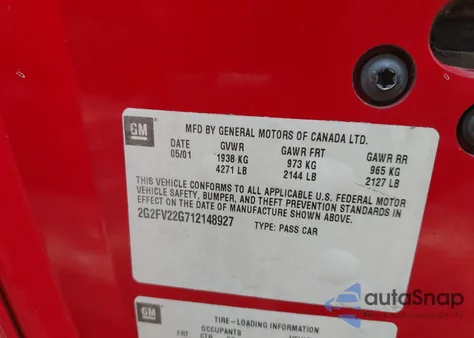 GM
MFD BY GENERAL MOTORS OF CANADA LTD.
DATE GVWR GAWR FRT GAWR RR
05/01 1938 KG 973 KG 965 KG
4271 LB 2144 LB 2127 LB
THIS VEHICLE CONFORMS TO ALL APPLICABLE U.S. FEDERAL MOTOR
VEHICLE SAFETY, BUMPER, AND THEFT PREVENTION STANDARDS IN
EFFECT ON THE DATE OF MANUFACTURE SHOWN ABOVE.
2G2FV22G712148927 TYPE: PASS CAR
GM
TIRE-LOADING INFORMATION
OCCUPANTS
FRT
autoSnap